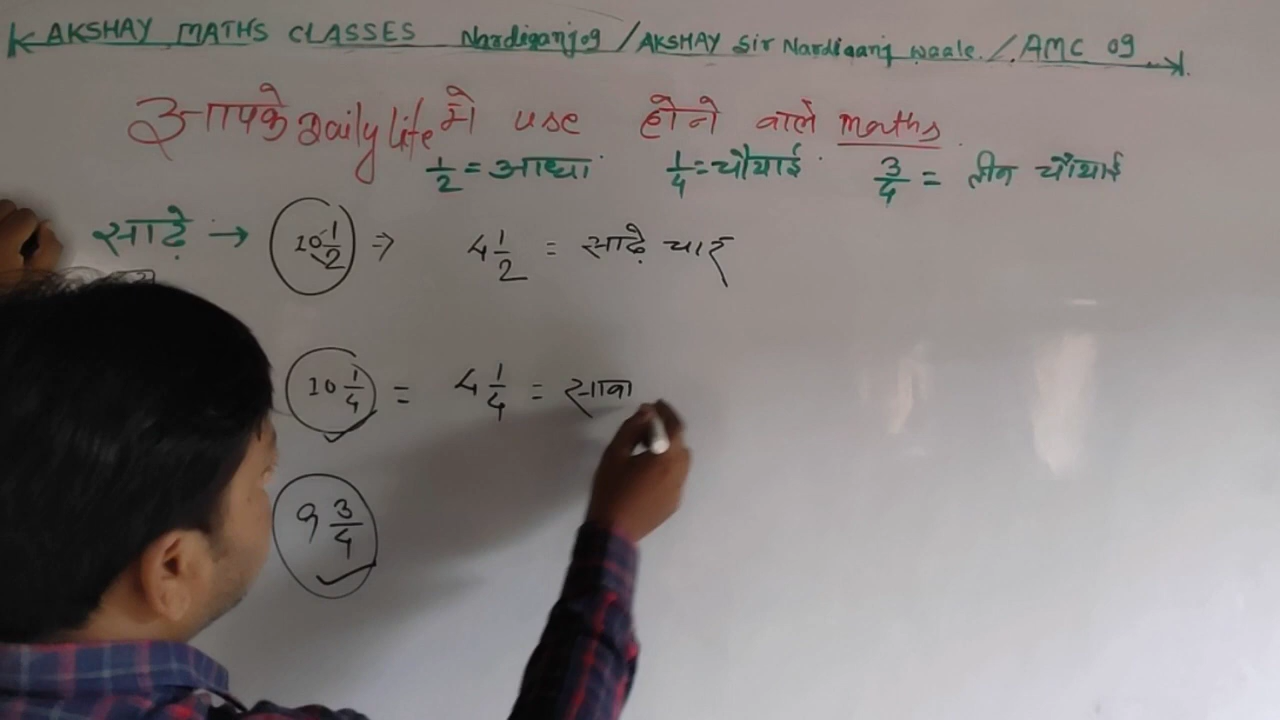 AKSHAY MATHS CLASSES Nardiganj09 / AKSHAY Sir Nardiganj waale. / AMC 09
आपके Daily life मे use होने वाले maths.
1/2 = आधा 1/4 = चौथाई 3/4 = तीन चौथाई
साढ़े → 10 1/2 ⇒ 4 1/2 = साढ़े चार
10 1/4 = 4 1/4 = सावा
9 3/4